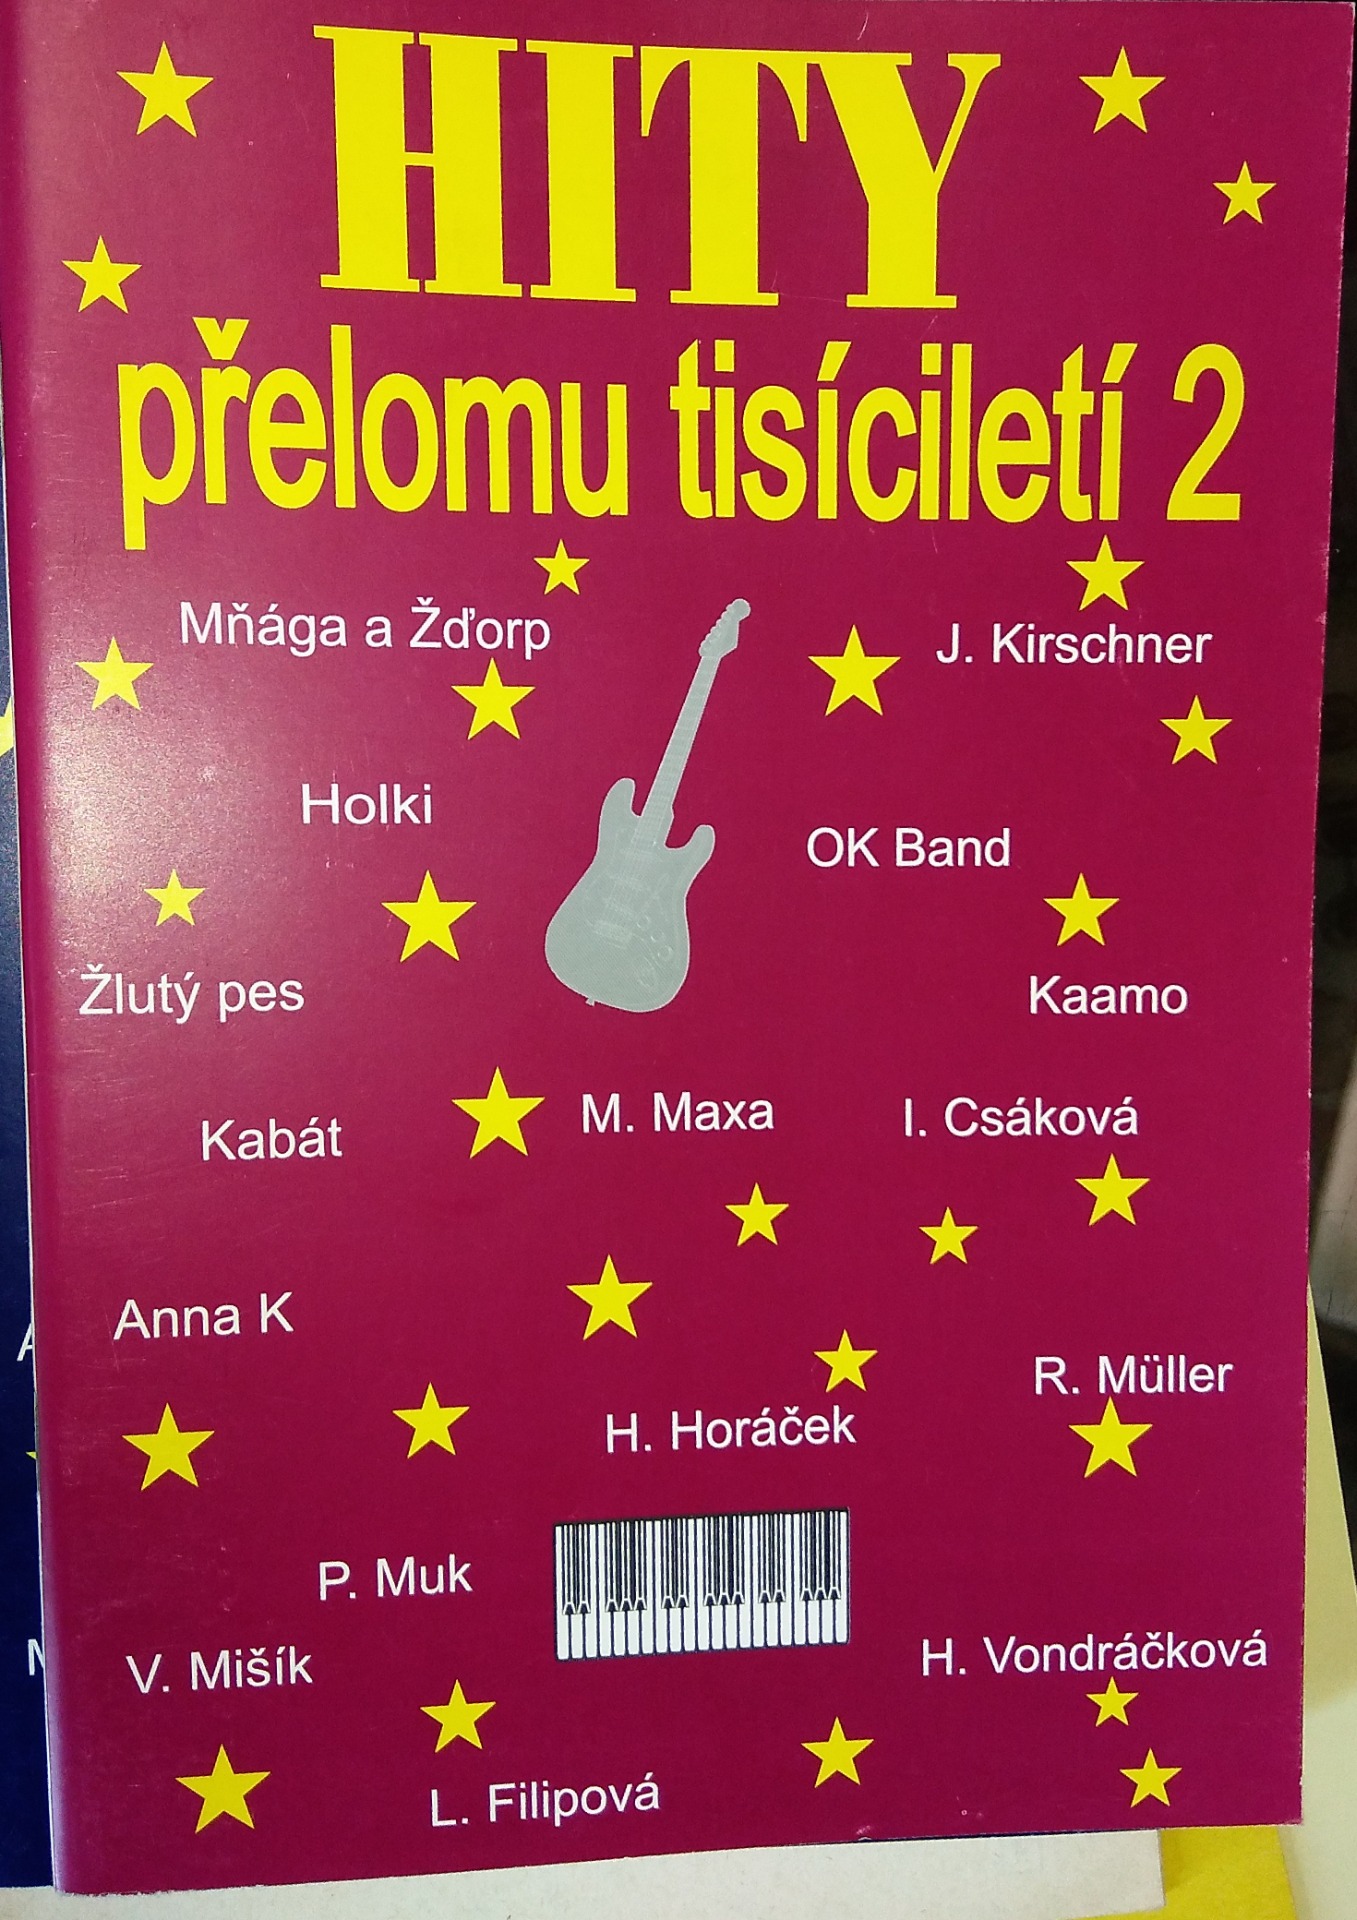 HITY
přelomu tisíciletí 2
Mňága a Žďorp
J. Kirschner
Holki
OK Band
Žlutý pes
Kaamo
Kabát
M. Maxa
I. Csáková
Anna K
R. Müller
H. Horáček
P. Muk
V. Mišík
H. Vondráčková
L. Filipová